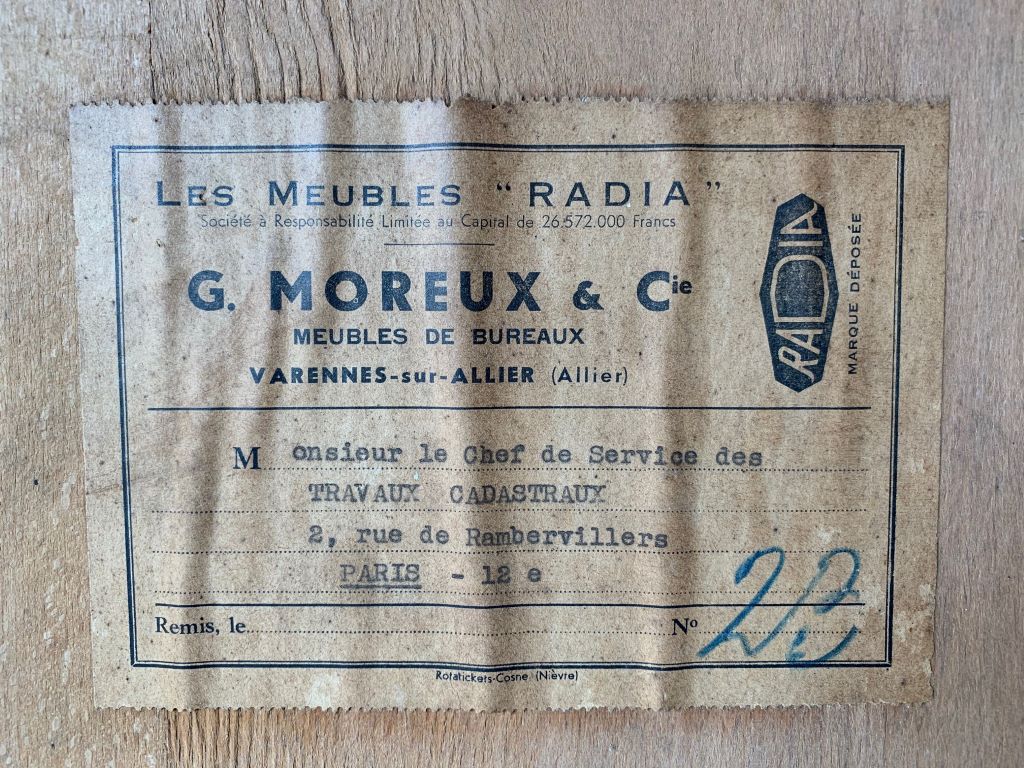 LES MEUBLES "RADIA"
Société à Responsabilité Limitée au Capital de 26.572.000 Francs
G. MOREUX & Cie
MEUBLES DE BUREAUX
VARENNES-sur-ALLIER (Allier)
RADIA
MARQUE DÉPOSÉE
Monsieur le Chef de Service des
TRAVAUX CADASTRAUX
2, rue de Rambervillers
PARIS - 12 e
Remis, le
No
Rotatickets-Cosne (Nièvre)